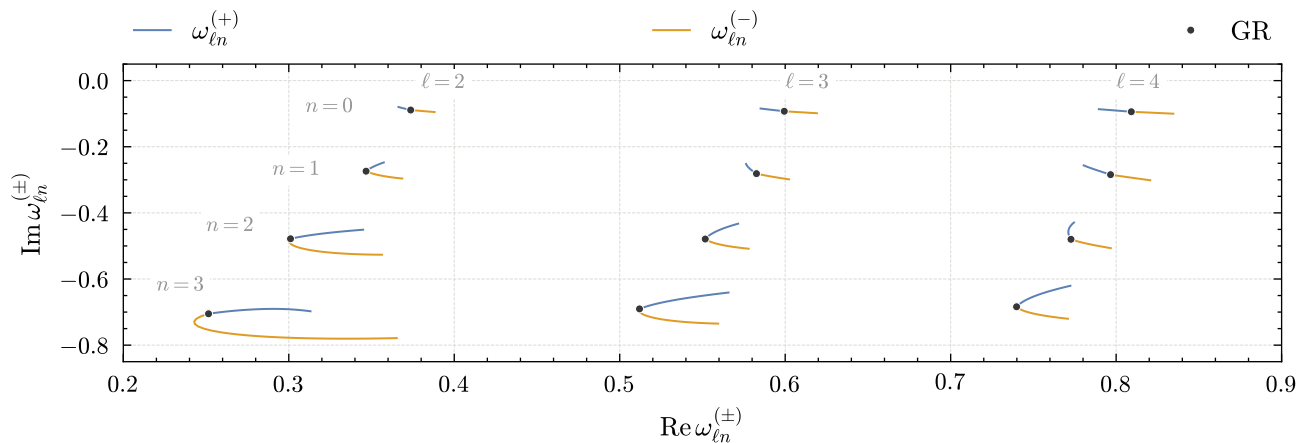 ω_{ℓn}^{(+)} ω_{ℓn}^{(−)} GR
0.0
ℓ = 2 ℓ = 3 ℓ = 4
n = 0
−0.2
n = 1
−0.4
n = 2
−0.6
n = 3
−0.8
Im ω_{ℓn}^{(±)}
0.2 0.3 0.4 0.5 0.6 0.7 0.8 0.9
Re ω_{ℓn}^{(±)}